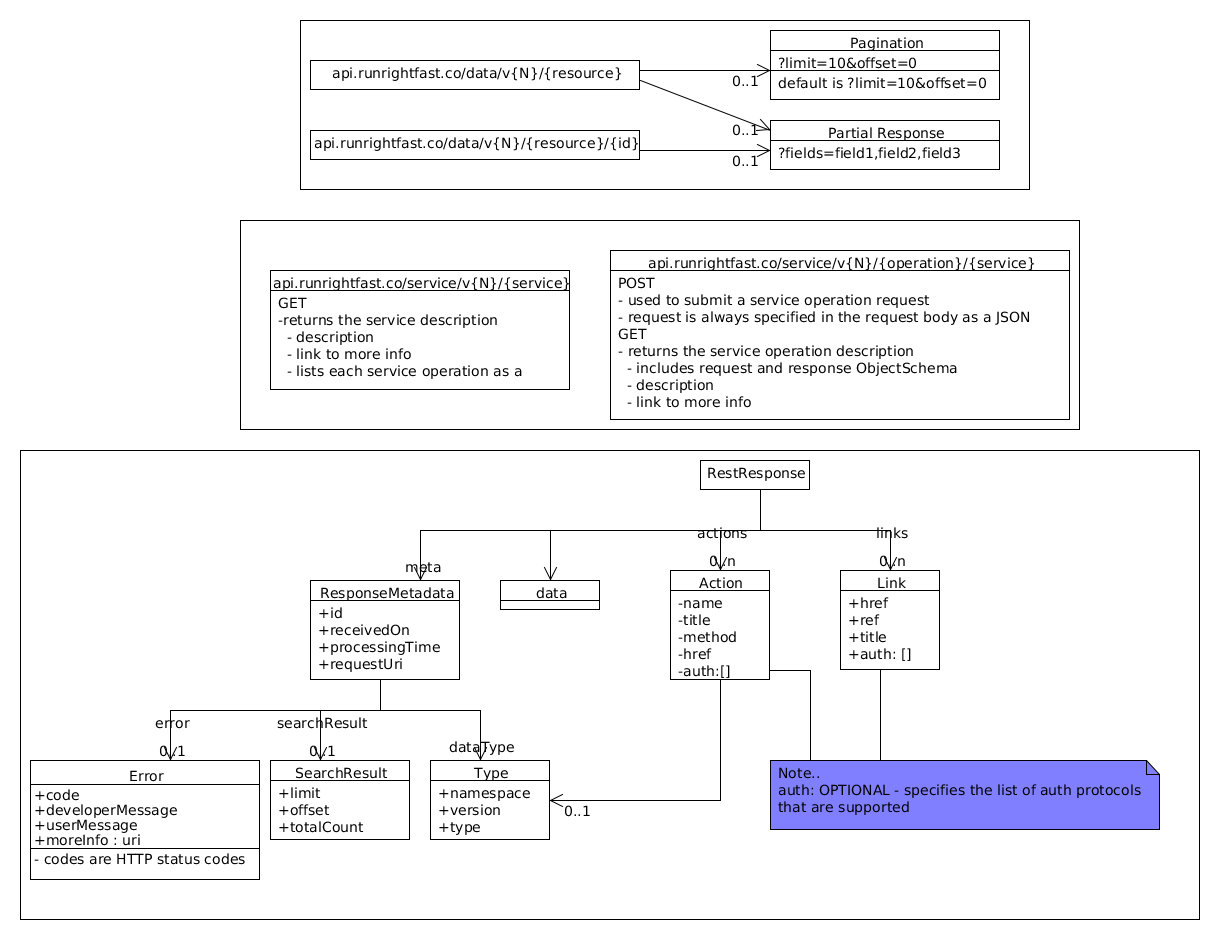 Pagination
?limit=10&offset=0
default is ?limit=10&offset=0
api.runrightfast.co/data/v{N}/{resource}
0..1
0..1
Partial Response
?fields=field1,field2,field3
api.runrightfast.co/data/v{N}/{resource}/{id}
0..1
api.runrightfast.co/service/v{N}/{service}
GET
-returns the service description
- description
- link to more info
- lists each service operation as a
api.runrightfast.co/service/v{N}/{operation}/{service}
POST
- used to submit a service operation request
- request is always specified in the request body as a JSON
GET
- returns the service operation description
- includes request and response ObjectSchema
- description
- link to more info
RestResponse
actions
links
0..n
0..n
meta
ResponseMetadata
+id
+receivedOn
+processingTime
+requestUri
data
Action
-name
-title
-method
-href
-auth:[]
Link
+href
+ref
+title
+auth: []
error
searchResult
dataType
0..1
0..1
Error
+code
+developerMessage
+userMessage
+moreInfo : uri
- codes are HTTP status codes
SearchResult
+limit
+offset
+totalCount
Type
+namespace
+version
+type
0..1
Note..
auth: OPTIONAL - specifies the list of auth protocols
that are supported